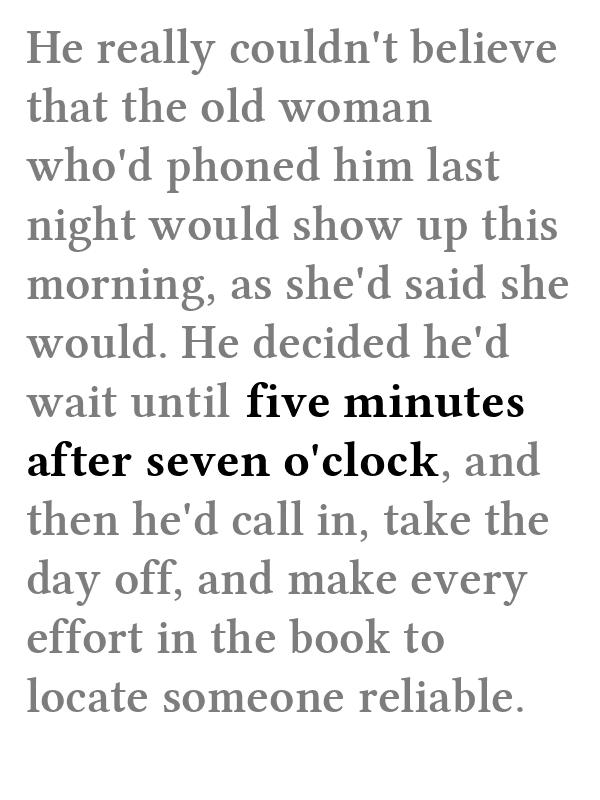 He really couldn't believe
that the old woman
who'd phoned him last
night would show up this
morning, as she'd said she
would. He decided he'd
wait until five minutes
after seven o'clock, and
then he'd call in, take the
day off, and make every
effort in the book to
locate someone reliable.